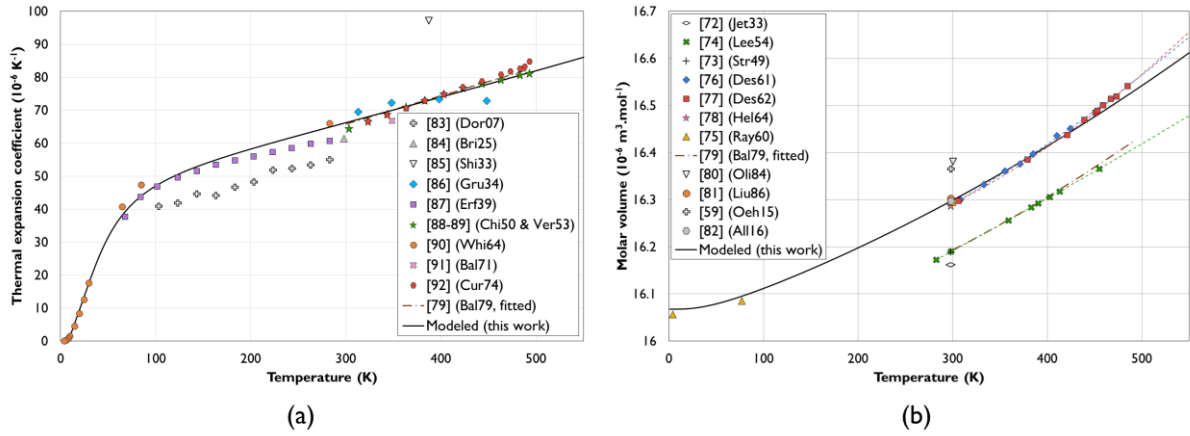 Thermal expansion coefficient (10⁻⁶ K⁻¹)
100
90
80
70
60
50
40
30
20
10
0
[83] (Dor07)
[84] (Bri25)
[85] (Shi33)
[86] (Gru34)
[87] (Erf39)
[88-89] (Chi50 & Ver53)
[90] (Whi64)
[91] (Bal71)
[92] (Cur74)
[79] (Bal79, fitted)
Modeled (this work)
0 100 200 300 400 500
Temperature (K)
(a)
Molar volume (10⁻⁶ m³.mol⁻¹)
16.7
16.6
16.5
16.4
16.3
16.2
16.1
16
[72] (Jet33)
[74] (Lee54)
[73] (Str49)
[76] (Des61)
[77] (Des62)
[78] (Hel64)
[75] (Ray60)
[79] (Bal79, fitted)
[80] (Oli84)
[81] (Liu86)
[59] (Oeh15)
[82] (All16)
Modeled (this work)
0 100 200 300 400 500
Temperature (K)
(b)